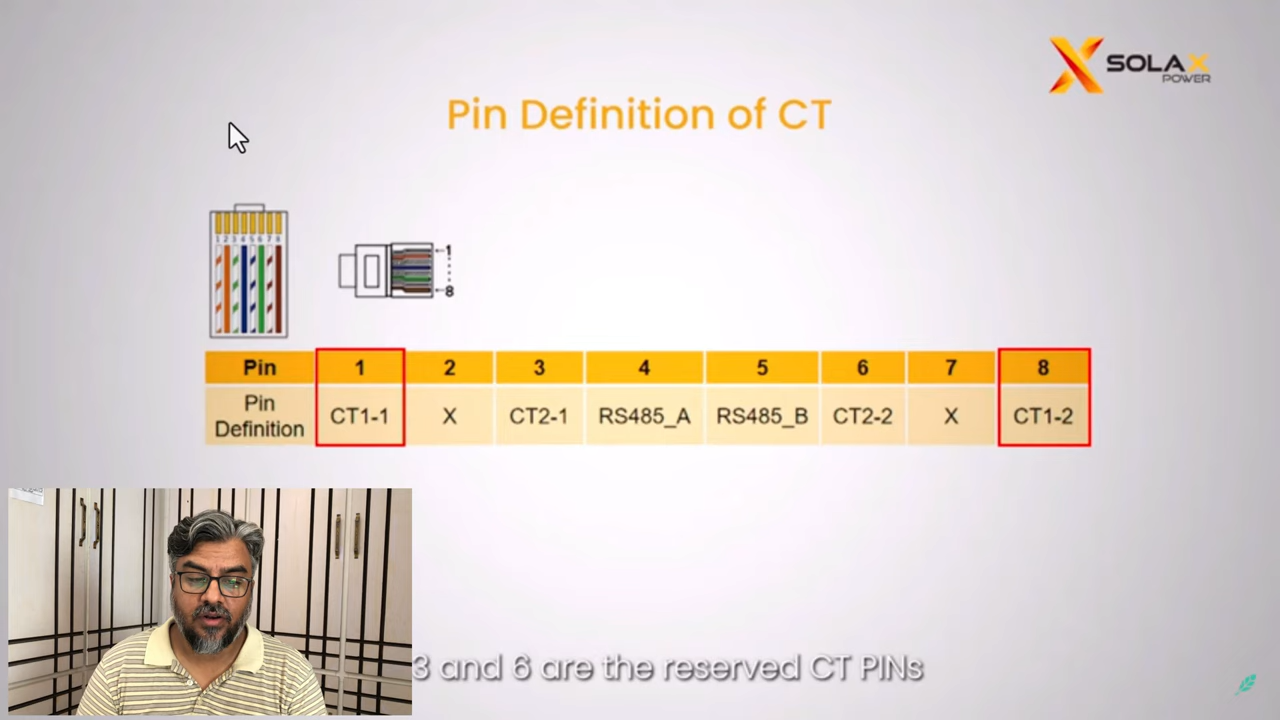 SOLAX
POWER
Pin Definition of CT
1 2 3 4 5 6 7 8
1
8
Pin 1 2 3 4 5 6 7 8
Pin Definition CT1-1 X CT2-1 RS485_A RS485_B CT2-2 X CT1-2
3 and 6 are the reserved CT PINs